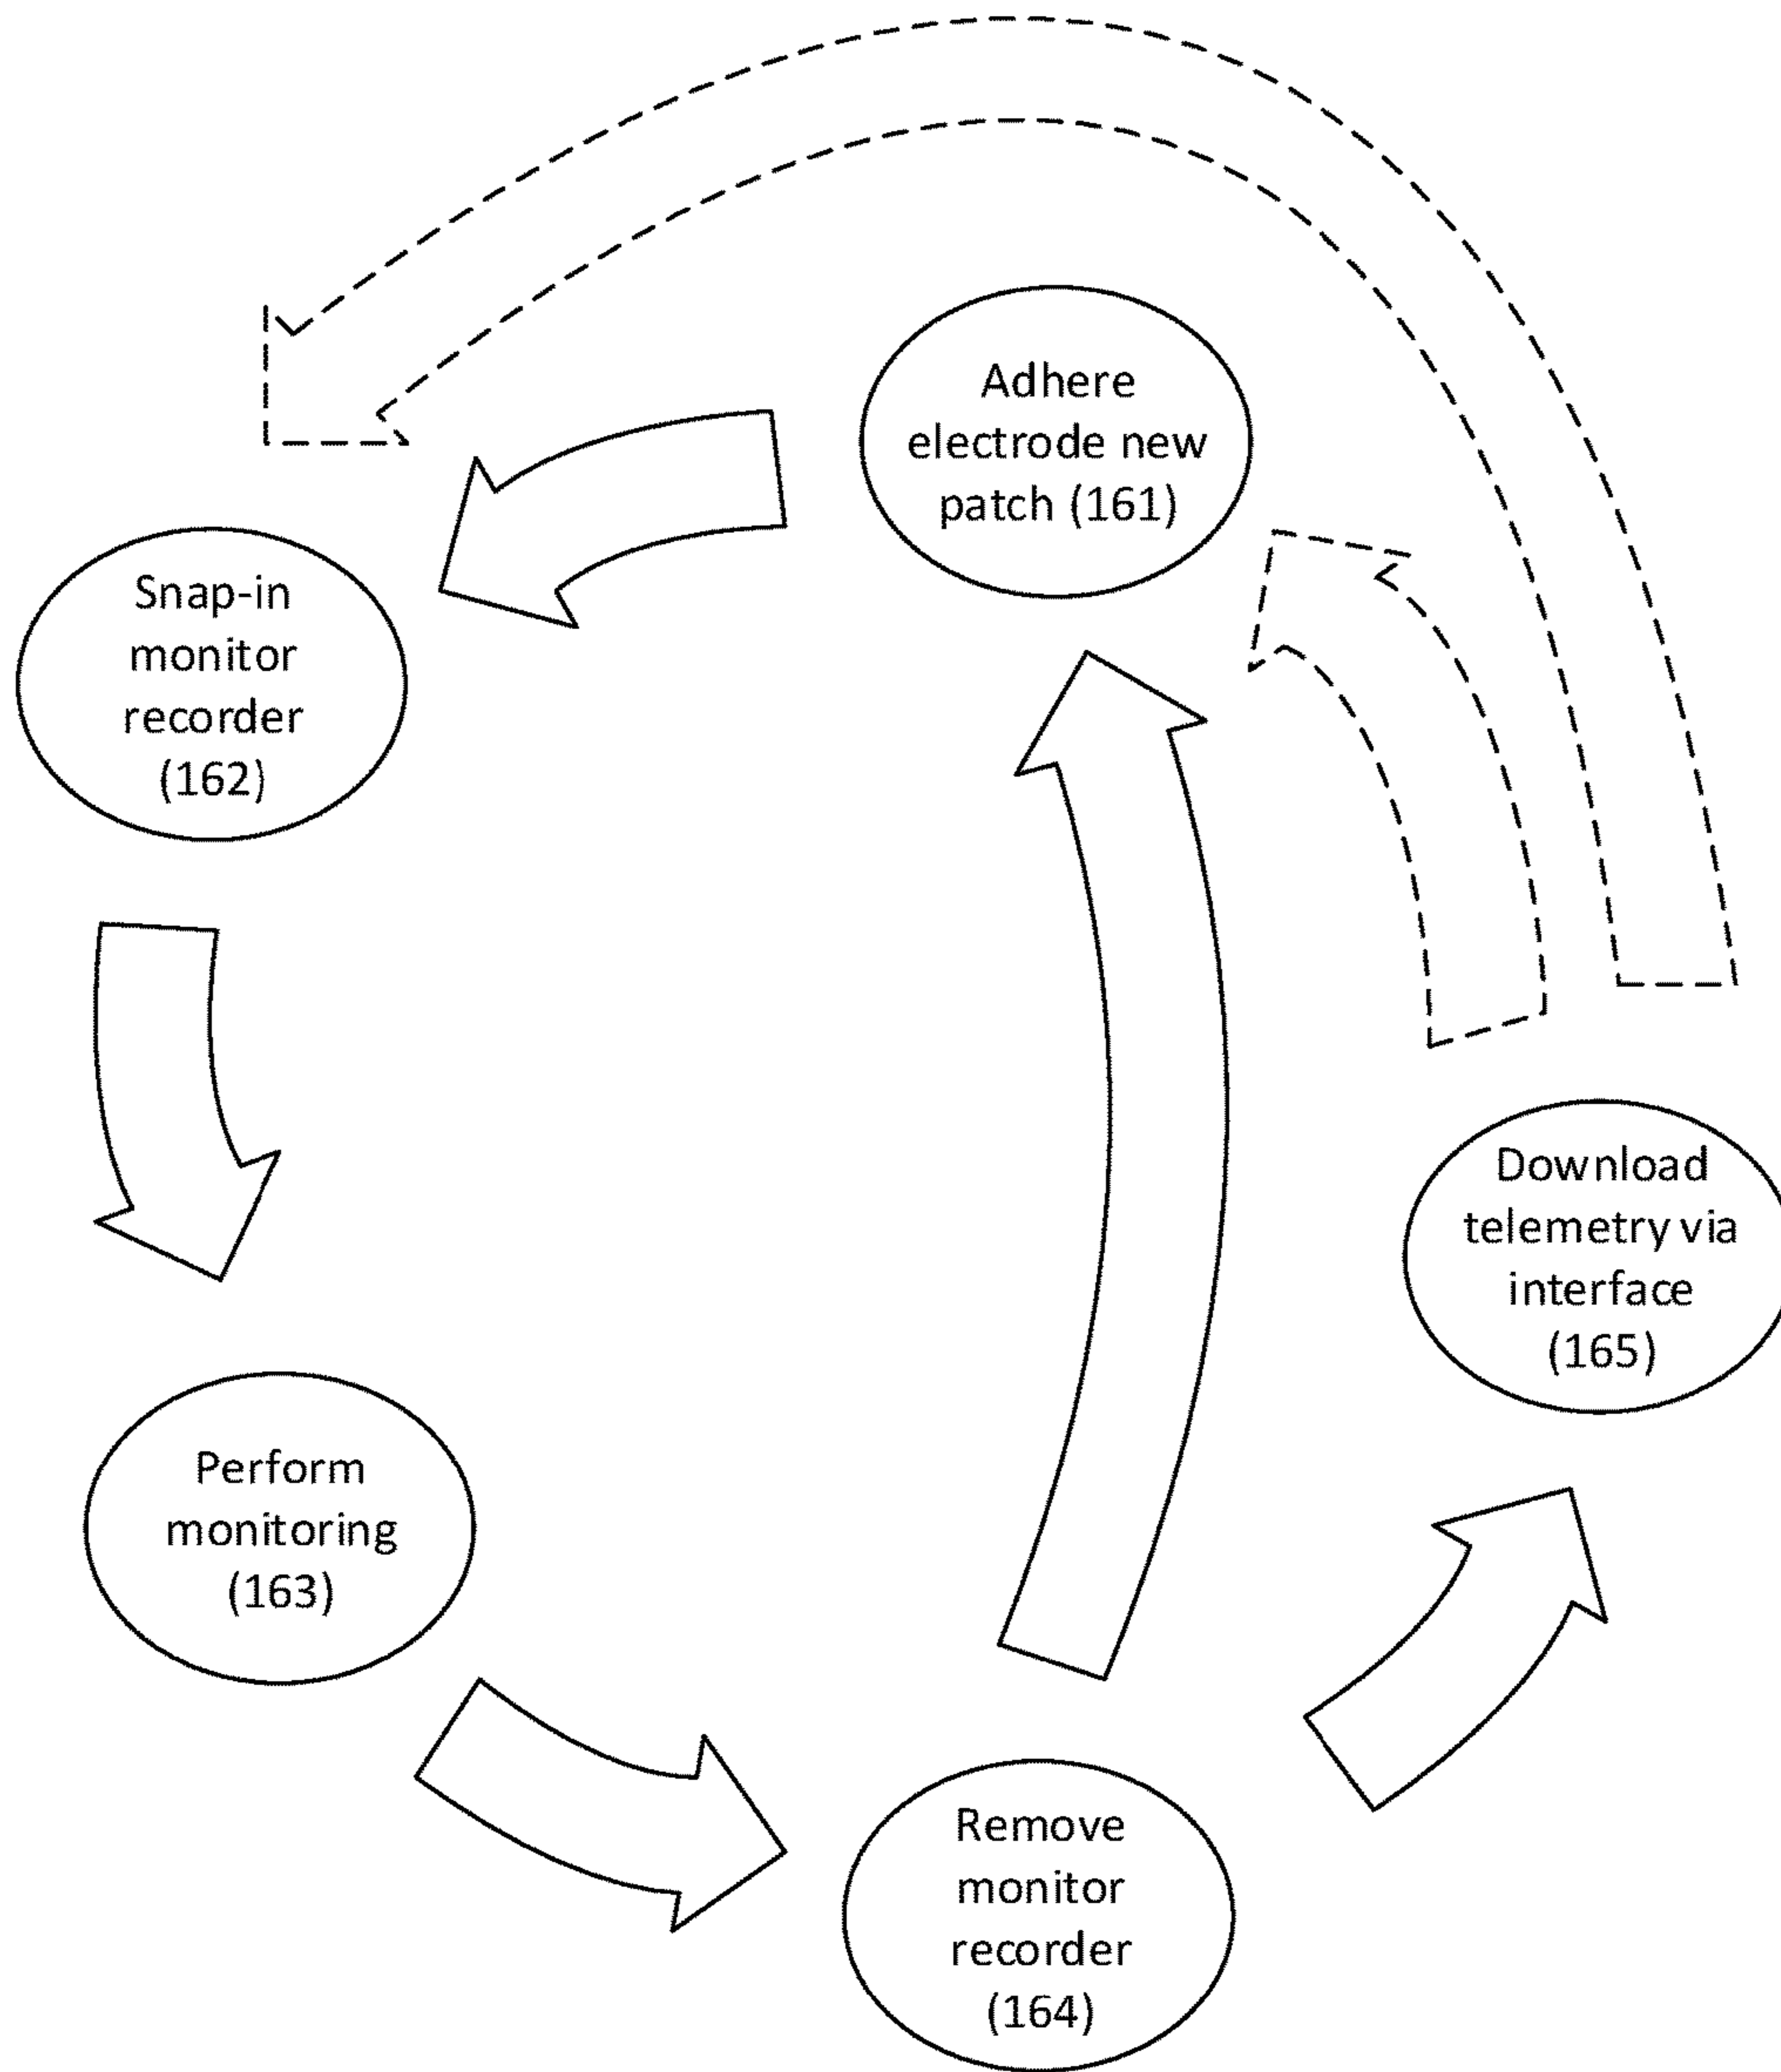 Adhere
electrode new
patch (161)
Snap-in
monitor
recorder
(162)
Download
telemetry via
interface
(165)
Perform
monitoring
(163)
Remove
monitor
recorder
(164)